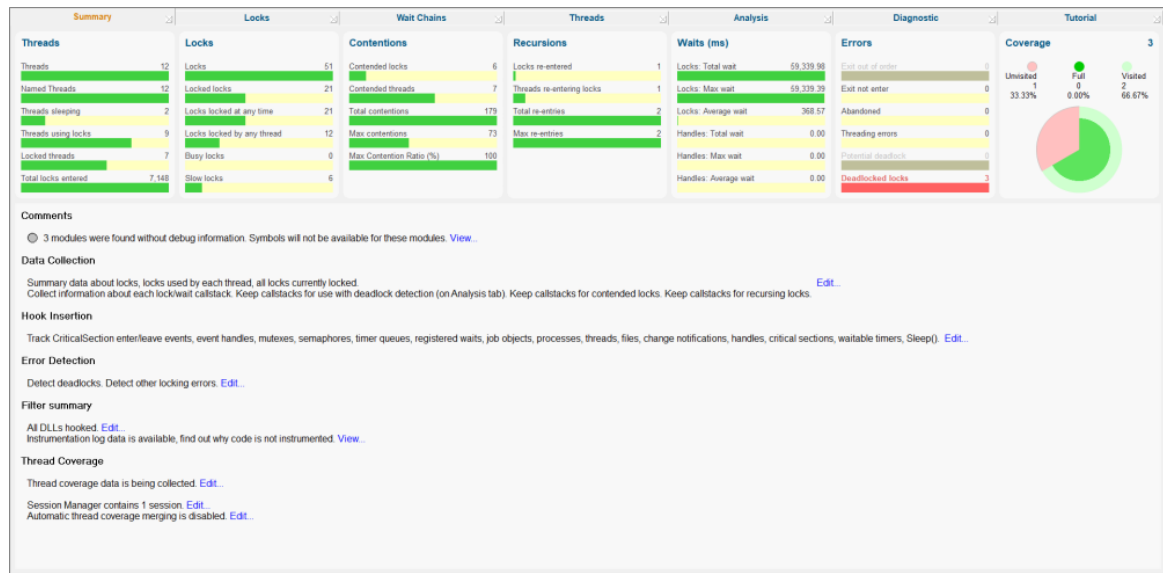 Summary
Locks
Wait Chains
Threads
Analysis
Diagnostic
Tutorial
Threads
Threads 12
Named Threads 12
Threads sleeping 2
Threads using locks 9
Locked threads 7
Total locks entered 7,148
Locks
Locks 51
Locked locks 21
Locks locked at any time 21
Locks locked by any thread 12
Busy locks 0
Slow locks 6
Contentions
Contended locks 6
Contended threads 7
Total contentions 179
Max contentions 73
Max Contention Ratio (%) 100
Recursions
Locks re-entered 1
Threads re-entering locks 1
Total re-entries 2
Max re-entries 2
Waits (ms)
Locks: Total wait 59,339.98
Locks: Max wait 59,339.39
Locks: Average wait 368.57
Handles: Total wait 0.00
Handles: Max wait 0.00
Handles: Average wait 0.00
Errors
Exit out of order 0
Exit not enter 0
Abandoned 0
Threading errors 0
Potential deadlock 0
Deadlocked locks 3
Coverage 3
Unvisited Full Visited
1 0 2
33.33% 0.00% 66.67%
Comments
3 modules were found without debug information. Symbols will not be available for these modules. View...
Data Collection
Summary data about locks, locks used by each thread, all locks currently locked. Edit...
Collect information about each lock/wait callstack. Keep callstacks for use with deadlock detection (on Analysis tab). Keep callstacks for contended locks. Keep callstacks for recursing locks.
Hook Insertion
Track CriticalSection enter/leave events, event handles, mutexes, semaphores, timer queues, registered waits, job objects, processes, threads, files, change notifications, handles, critical sections, waitable timers, Sleep(). Edit...
Error Detection
Detect deadlocks. Detect other locking errors. Edit...
Filter summary
All DLLs hooked. Edit...
Instrumentation log data is available, find out why code is not instrumented. View...
Thread Coverage
Thread coverage data is being collected. Edit...
Session Manager contains 1 session. Edit...
Automatic thread coverage merging is disabled. Edit...